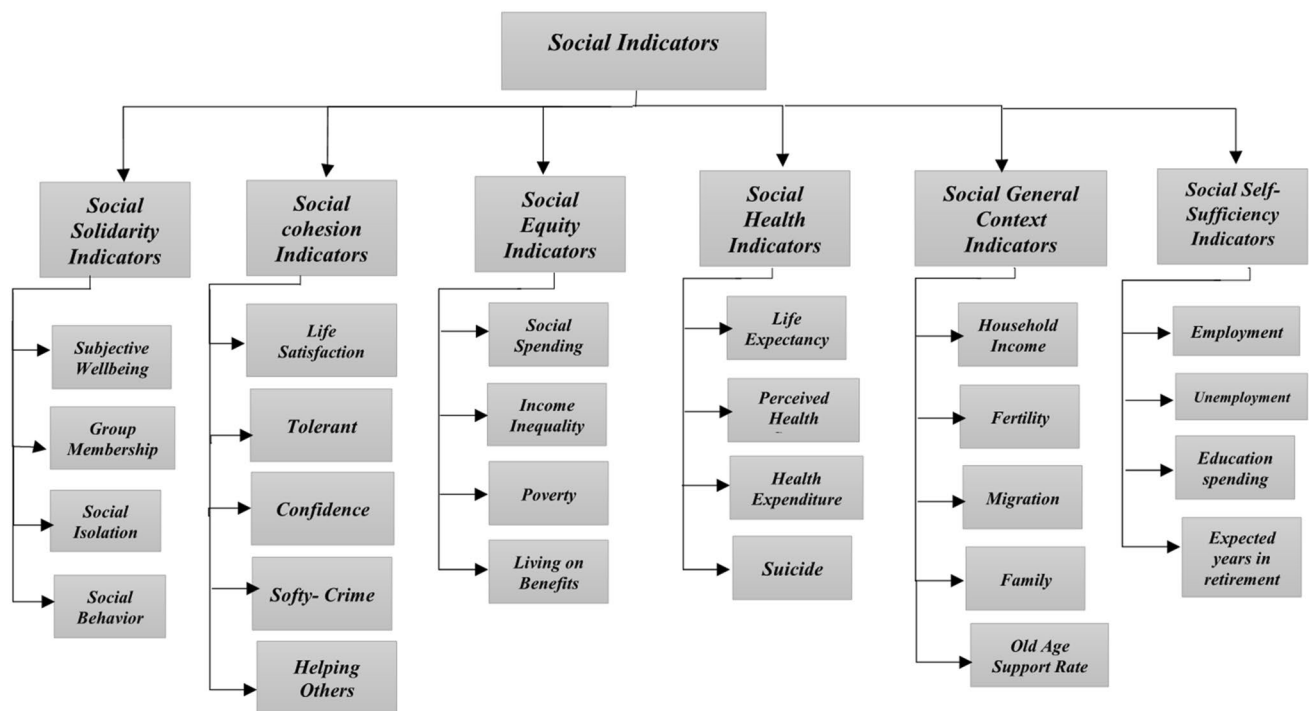 Social Indicators
Social
Solidarity
Indicators
Subjective
Wellbeing
Group
Membership
Social
Isolation
Social
Behavior
Social
cohesion
Indicators
Life
Satisfaction
Tolerant
Confidence
Softy- Crime
Helping
Others
Social
Equity
Indicators
Social
Spending
Income
Inequality
Poverty
Living on
Benefits
Social
Health
Indicators
Life
Expectancy
Perceived
Health
Health
Expenditure
Suicide
Social General
Context
Indicators
Household
Income
Fertility
Migration
Family
Old Age
Support Rate
Social Self-
Sufficiency
Indicators
Employment
Unemployment
Education
spending
Expected
years in
retirement